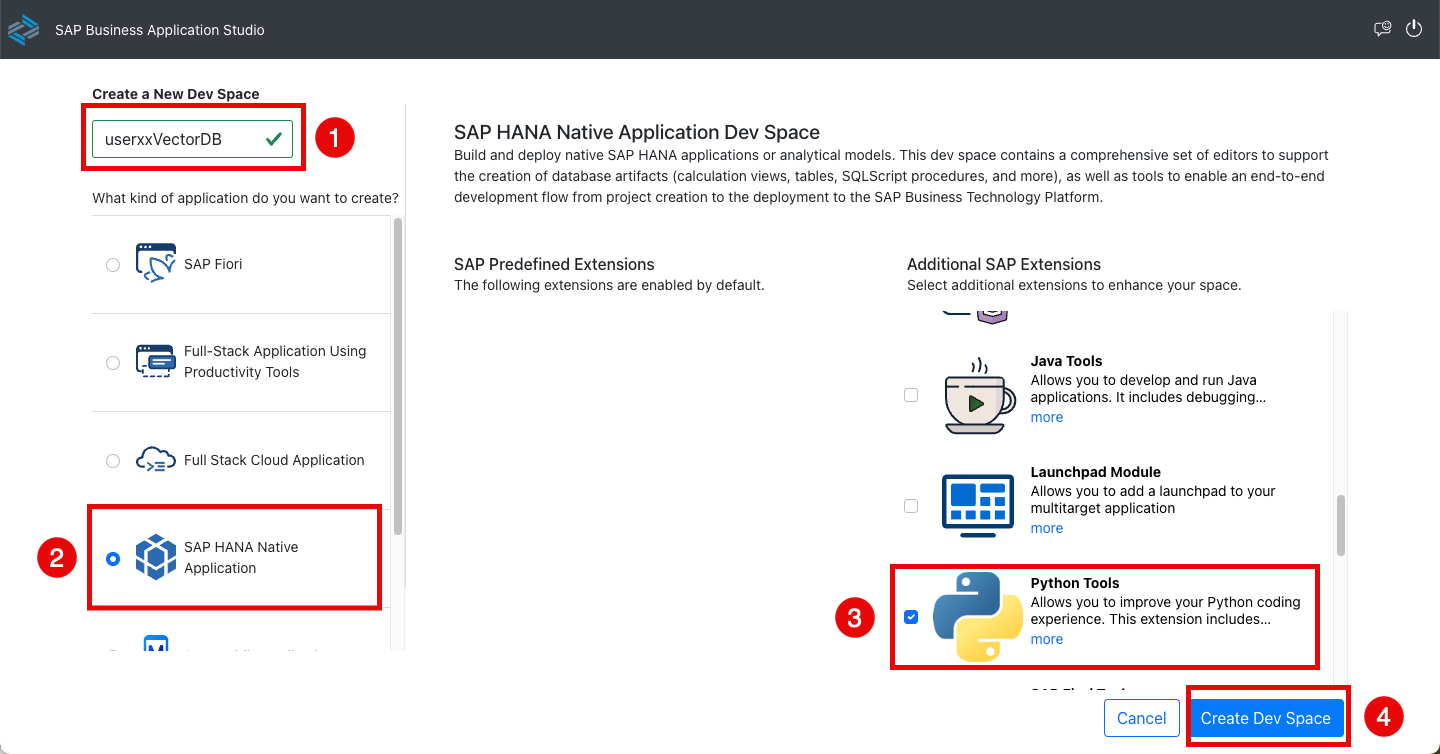 SAP Business Application Studio
Create a New Dev Space
userxxVectorDB
1
What kind of application do you want to create?
SAP Fiori
Full-Stack Application Using
Productivity Tools
Full Stack Cloud Application
2
SAP HANA Native
Application
SAP HANA Native Application Dev Space
Build and deploy native SAP HANA applications or analytical models. This dev space contains a comprehensive set of editors to support
the creation of database artifacts (calculation views, tables, SQLScript procedures, and more), as well as tools to enable an end-to-end
development flow from project creation to the deployment to the SAP Business Technology Platform.
SAP Predefined Extensions
The following extensions are enabled by default.
Additional SAP Extensions
Select additional extensions to enhance your space.
Java Tools
Allows you to develop and run Java
applications. It includes debugging...
more
Launchpad Module
Allows you to add a launchpad to your
multitarget application
more
3
Python Tools
Allows you to improve your Python coding
experience. This extension includes...
more
Cancel
Create Dev Space
4